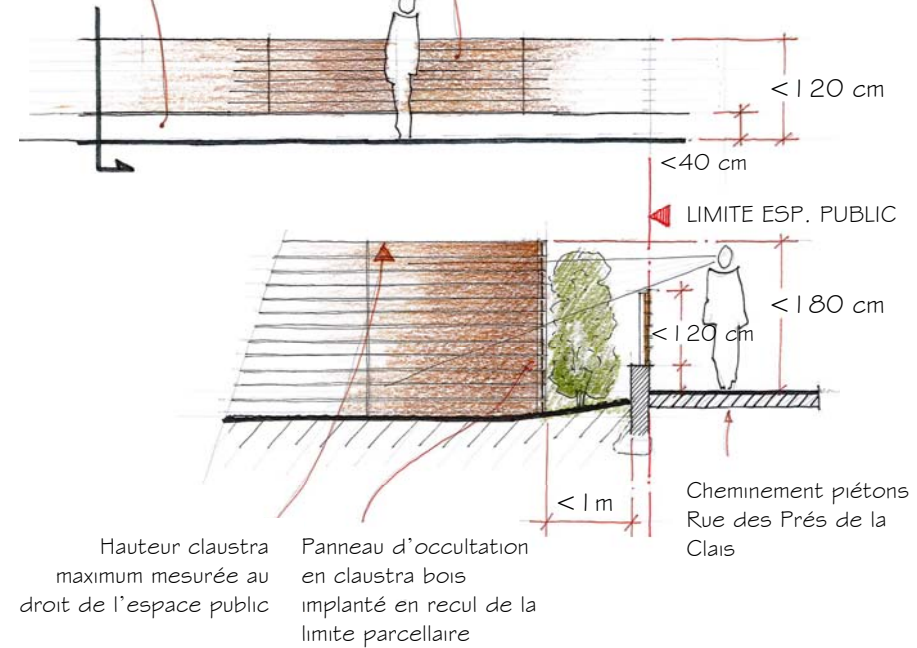 <120 cm
<40 cm
LIMITE ESP. PUBLIC
<180 cm
<120 cm
<1m
Cheminement piétons
Rue des Prés de la
Clais
Hauteur claustra
maximum mesurée au
droit de l'espace public
Panneau d'occultation
en claustra bois
implanté en recul de la
limite parcellaire